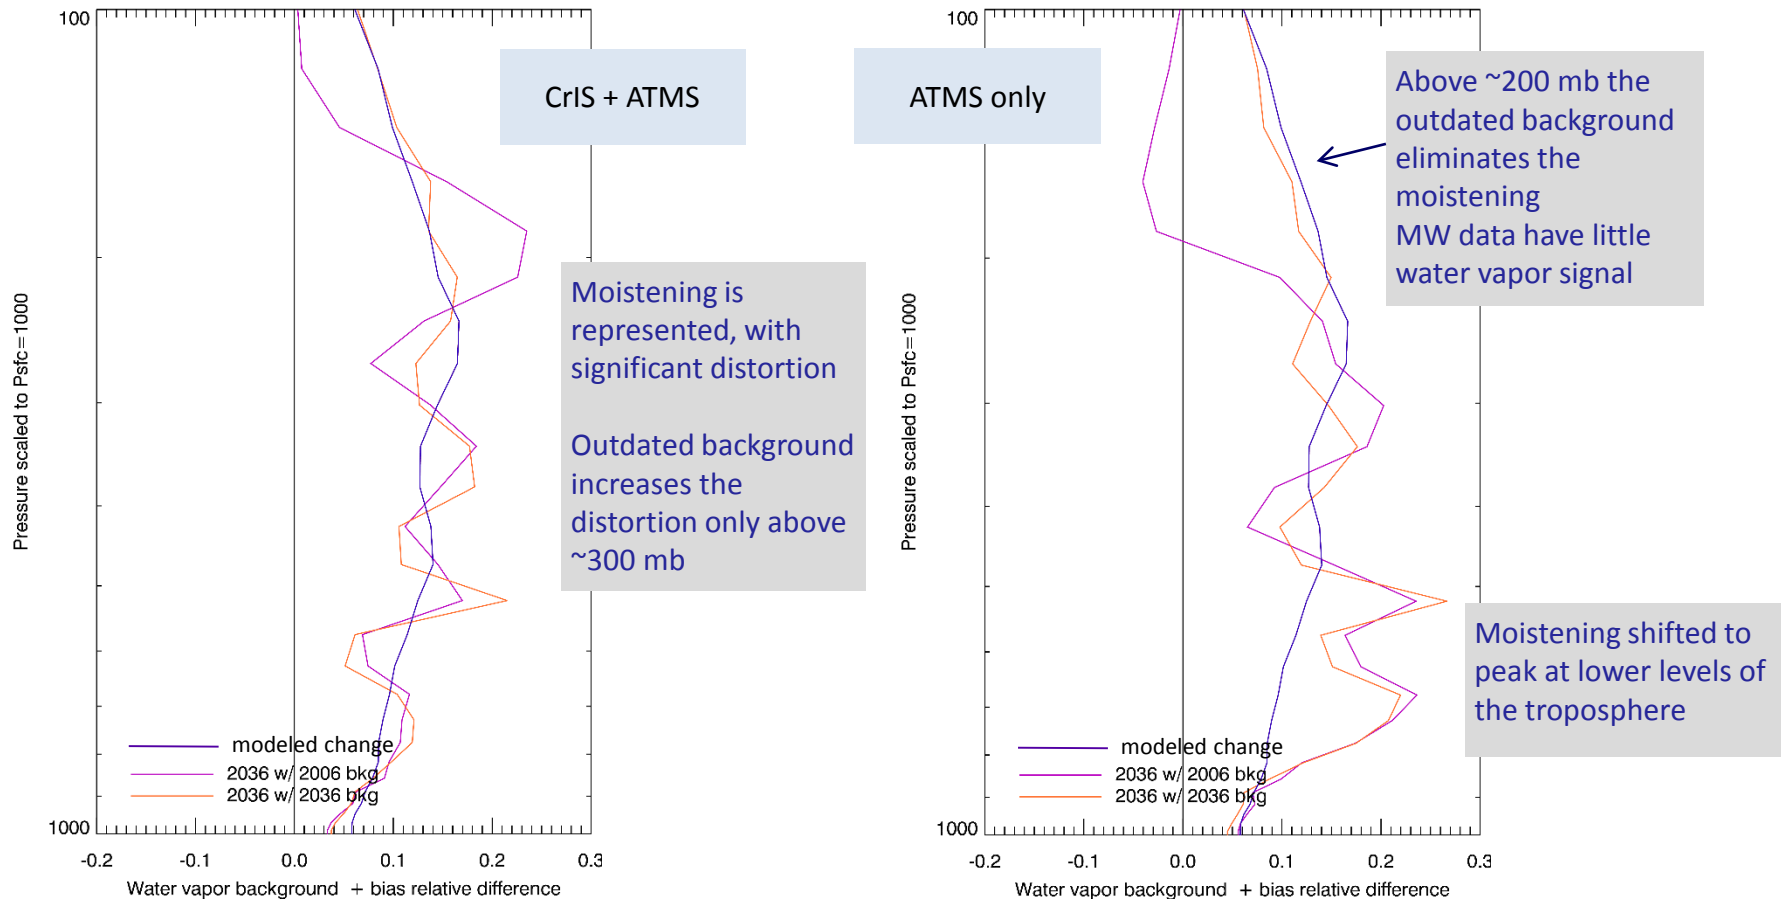 100
CrIS + ATMS
Moistening is
represented, with
significant distortion
Outdated background
increases the
distortion only above
~300 mb
Pressure scaled to Psfc=1000
modeled change
2036 w/ 2006 bkg
2036 w/ 2036 bkg
1000
-0.2
-0.1
0.0
0.1
0.2
0.3
Water vapor background + bias relative difference
100
ATMS only
Above ~200 mb the
outdated background
eliminates the
moistening
MW data have little
water vapor signal
Pressure scaled to Psfc=1000
Moistening shifted to
peak at lower levels of
the troposphere
modeled change
2036 w/ 2006 bkg
2036 w/ 2036 bkg
1000
-0.2
-0.1
0.0
0.1
0.2
0.3
Water vapor background + bias relative difference